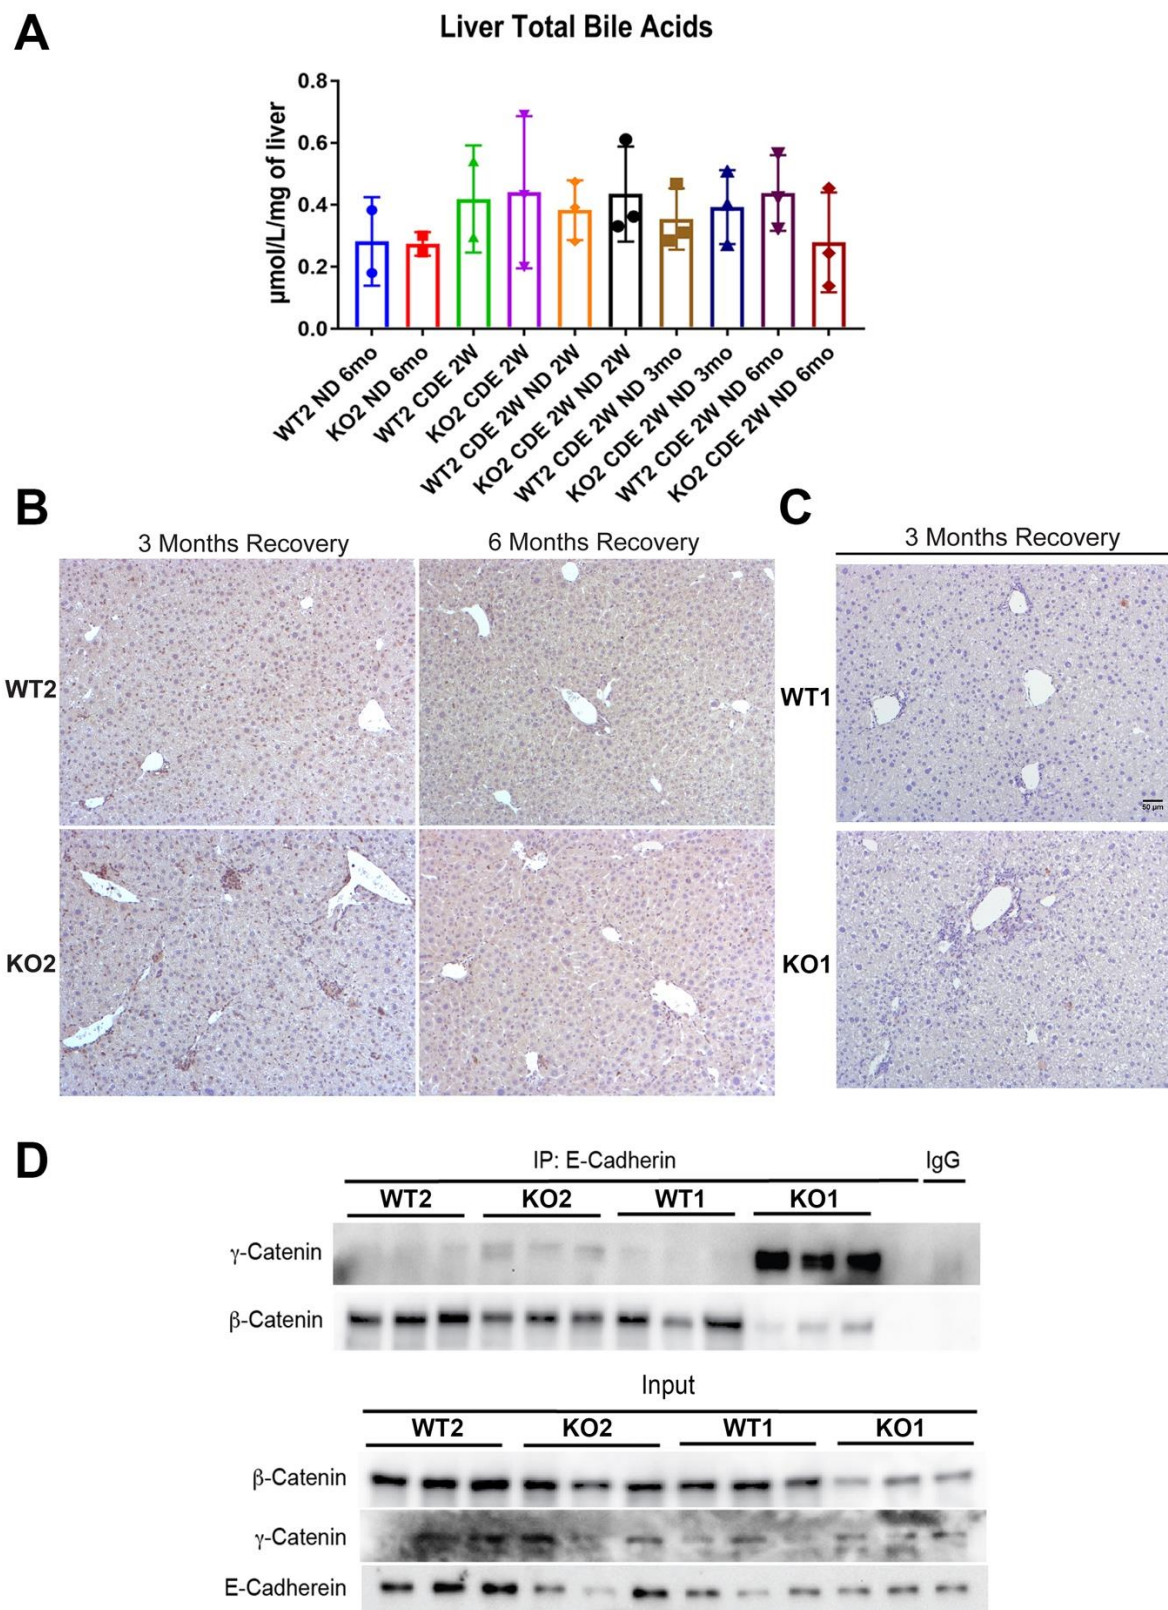 A
Liver Total Bile Acids
µmol/L/mg of liver
0.8
0.6
0.4
0.2
0.0
WT2 ND 6mo
KO2 ND 6mo
WT2 CDE 2W
KO2 CDE 2W
WT2 CDE 2W ND 2W
KO2 CDE 2W ND 2W
WT2 CDE 2W ND 3mo
KO2 CDE 2W ND 3mo
WT2 CDE 2W ND 6mo
KO2 CDE 2W ND 6mo
B
3 Months Recovery
6 Months Recovery
WT2
KO2
C
3 Months Recovery
WT1
50 µm
KO1
D
IP: E-Cadherin
IgG
WT2 KO2 WT1 KO1
γ-Catenin
β-Catenin
Input
WT2 KO2 WT1 KO1
β-Catenin
γ-Catenin
E-Cadherein